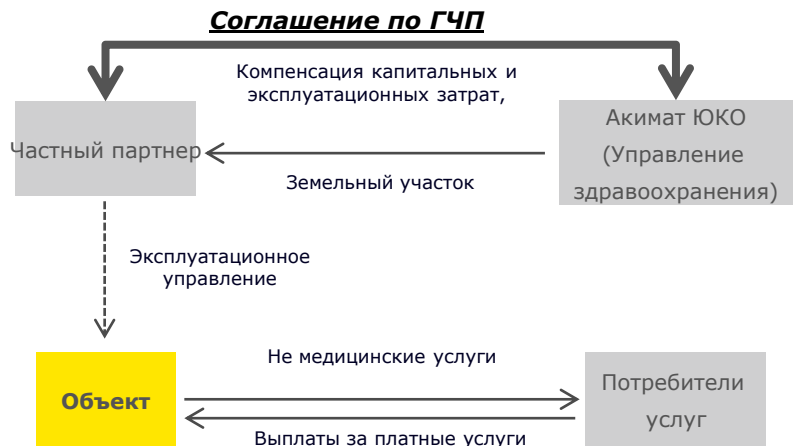 Соглашение по ГЧП
Компенсация капитальных и
эксплуатационных затрат,
Частный партнер
Акимат ЮКО
(Управление
здравоохранения)
Земельный участок
Эксплуатационное
управление
Не медицинские услуги
Объект
Потребители
услуг
Выплаты за платные услуги